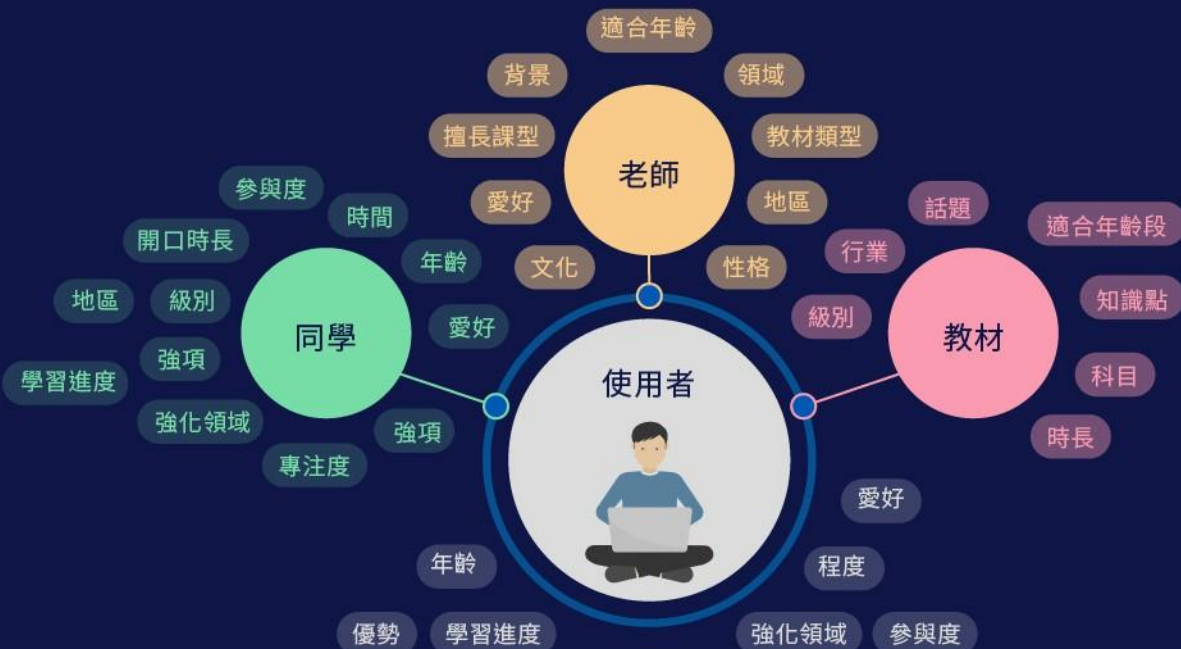 適合年齡
背景
領域
擅長課型
教材類型
老師
愛好
地區
文化
性格
參與度
時間
開口時長
年齡
地區
級別
愛好
同學
強項
學習進度
強化領域
強項
專注度
話題
適合年齡段
行業
知識點
級別
教材
科目
時長
使用者
愛好
年齡
程度
優勢
學習進度
強化領域
參與度